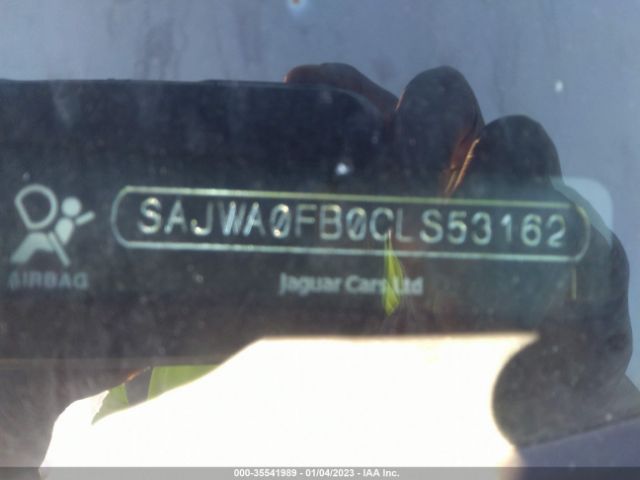 SAJWA0FB0CLS53162
AIRBAG
Jaguar Cars Ltd
000-35541989 - 01/04/2023 - IAA Inc.